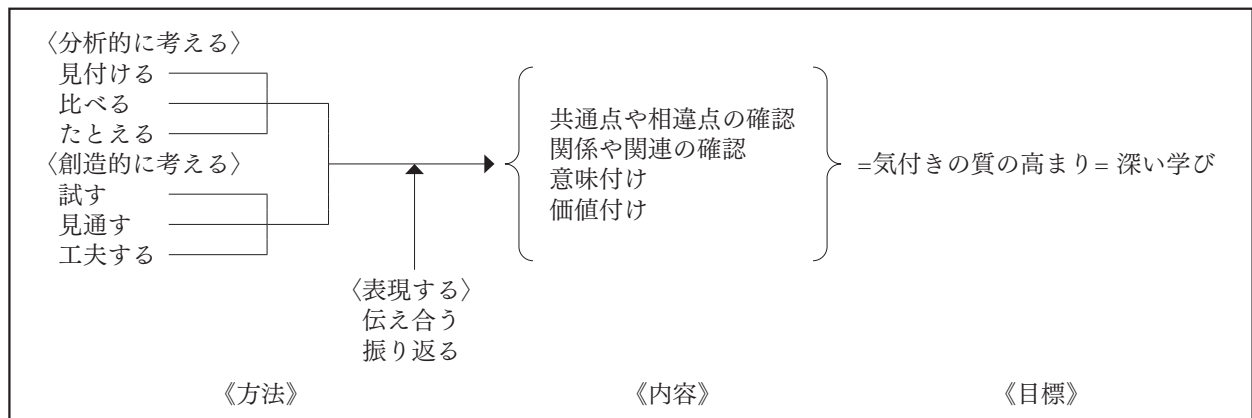 〈分析的に考える〉
見付ける
比べる
たとえる
〈創造的に考える〉
試す
見通す
工夫する
〈表現する〉
伝え合う
振り返る
共通点や相違点の確認
関係や関連の確認
意味付け
価値付け
=気付きの質の高まり= 深い学び
《方法》
《内容》
《目標》